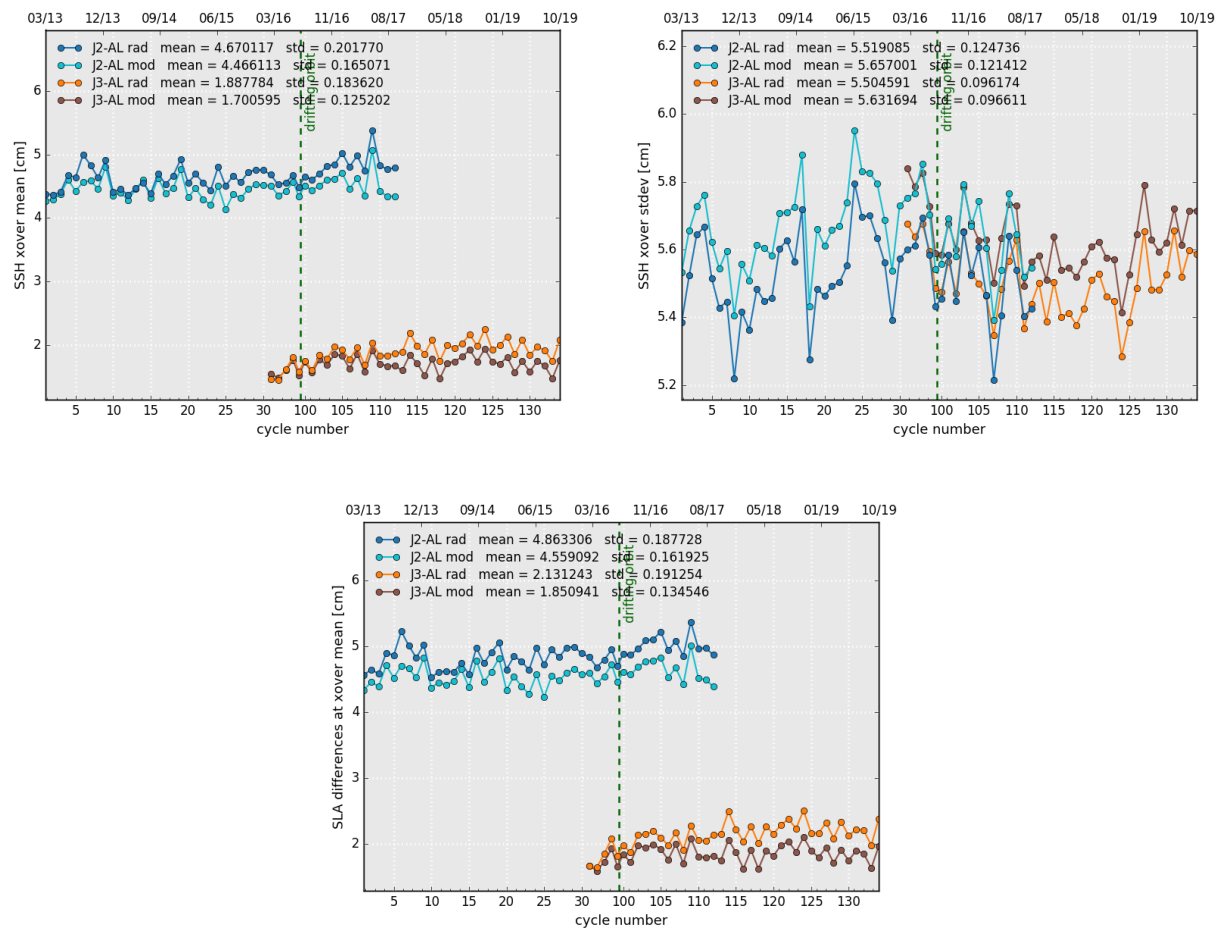 03/13 12/13 09/14 06/15 03/16 11/16 08/17 05/18 01/19 10/19
J2-AL rad mean = 4.670117 std = 0.201770
J2-AL mod mean = 4.466113 std = 0.165071
J3-AL rad mean = 1.887784 std = 0.183620
J3-AL mod mean = 1.700595 std = 0.125202
drifting orbit
SSH xover mean [cm]
6
5
4
3
2
5 10 15 20 25 30 100 105 110 115 120 125 130
cycle number
03/13 12/13 09/14 06/15 03/16 11/16 08/17 05/18 01/19 10/19
J2-AL rad mean = 5.519085 std = 0.124736
J2-AL mod mean = 5.657001 std = 0.121412
J3-AL rad mean = 5.504591 std = 0.096174
J3-AL mod mean = 5.631694 std = 0.096611
drifting orbit
SSH xover stdev [cm]
6.2
6.0
5.8
5.6
5.4
5.2
5 10 15 20 25 30 100 105 110 115 120 125 130
cycle number
03/13 12/13 09/14 06/15 03/16 11/16 08/17 05/18 01/19 10/19
J2-AL rad mean = 4.863306 std = 0.187728
J2-AL mod mean = 4.559092 std = 0.161925
J3-AL rad mean = 2.131243 std = 0.191254
J3-AL mod mean = 1.850941 std = 0.134546
drifting orbit
SLA differences at xover mean [cm]
6
5
4
3
2
5 10 15 20 25 30 100 105 110 115 120 125 130
cycle number